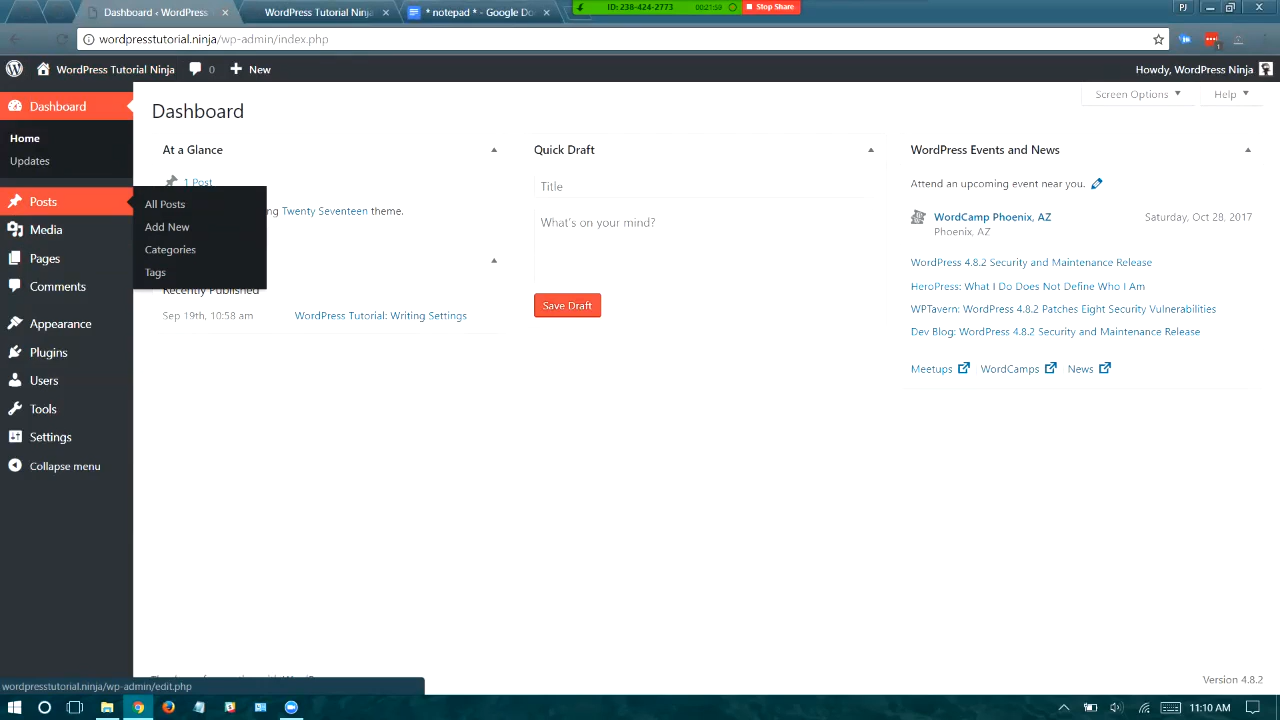 Dashboard ‹ WordPress Tu
WordPress Tutorial Ninja
* notepad * - Google Do
ID: 238-424-2773
00:21:59
Stop Share
PJ
wordpresstutorial.ninja/wp-admin/index.php
1
WordPress Tutorial Ninja
0
New
Howdy, WordPress Ninja
Dashboard
Home
Updates
Posts
Media
Pages
Comments
Appearance
Plugins
Users
Tools
Settings
Collapse menu
All Posts
Add New
Categories
Tags
Dashboard
Screen Options
Help
At a Glance
1 Post
ng Twenty Seventeen theme.
Recently Published
Sep 19th, 10:58 am
WordPress Tutorial: Writing Settings
Quick Draft
Title
What's on your mind?
Save Draft
WordPress Events and News
Attend an upcoming event near you.
WordCamp Phoenix, AZ
Saturday, Oct 28, 2017
Phoenix, AZ
WordPress 4.8.2 Security and Maintenance Release
HeroPress: What I Do Does Not Define Who I Am
WPTavern: WordPress 4.8.2 Patches Eight Security Vulnerabilities
Dev Blog: WordPress 4.8.2 Security and Maintenance Release
Meetups
WordCamps
News
Version 4.8.2
wordpresstutorial.ninja/wp-admin/edit.php
11:10 AM